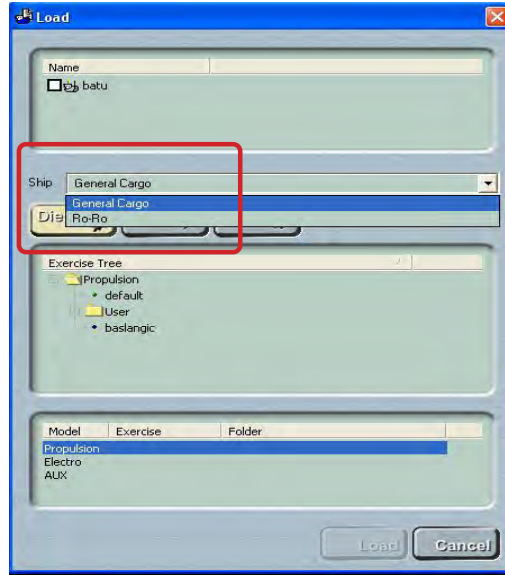 Load
Name
batu
Ship General Cargo
General Cargo
Ro-Ro
Exercise Tree
Propulsion
default
User
baslangic
Model Exercise Folder
Propulsion
Electro
AUX
Load Cancel